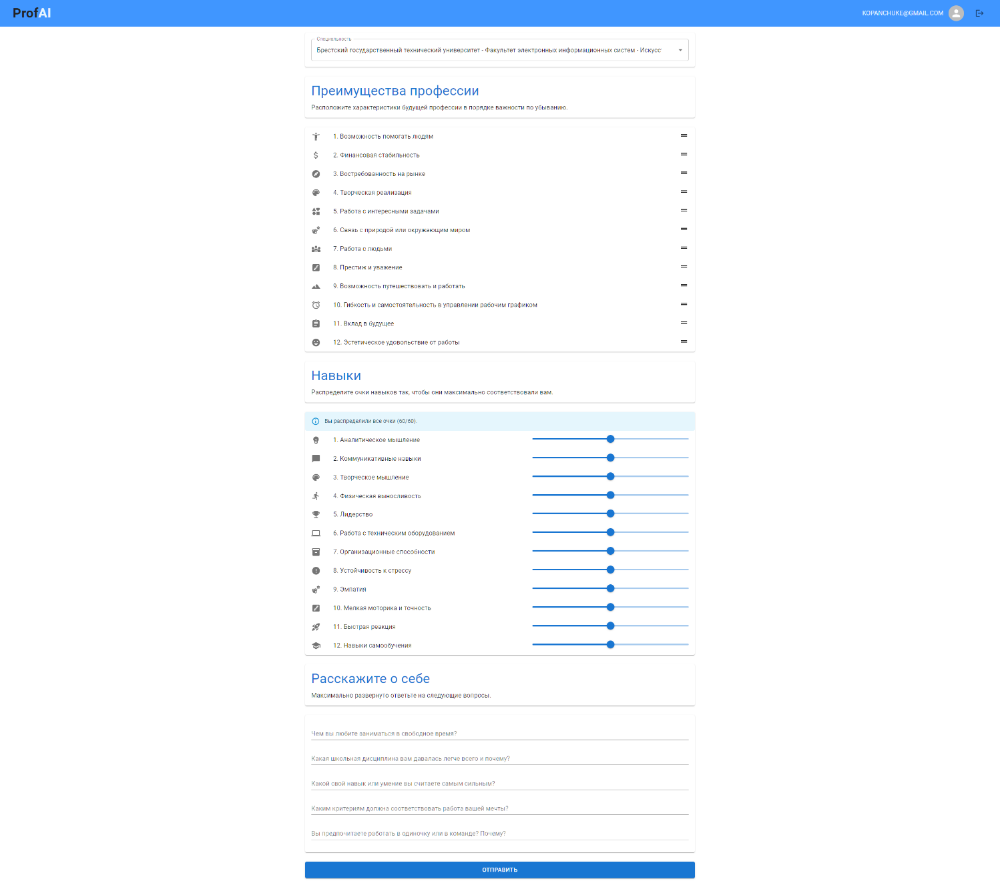 ProfAI
KOPANCHUKE@GMAIL.COM
Специальность
Брестский государственный технический университет - Факультет электронных информационных систем - Искусс
Преимущества профессии
Расположите характеристики будущей профессии в порядке важности по убыванию.
1. Возможность помогать людям
2. Финансовая стабильность
3. Востребованность на рынке
4. Творческая реализация
5. Работа с интересными задачами
6. Связь с природой или окружающим миром
7. Работа с людьми
8. Престиж и уважение
9. Возможность путешествовать и работать
10. Гибкость и самостоятельность в управлении рабочим графиком
11. Вклад в будущее
12. Эстетическое удовольствие от работы
Навыки
Распределите очки навыков так, чтобы они максимально соответствовали вам.
Вы распределили все очки (60/60).
1. Аналитическое мышление
2. Коммуникативные навыки
3. Творческое мышление
4. Физическая выносливость
5. Лидерство
6. Работа с техническим оборудованием
7. Организационные способности
8. Устойчивость к стрессу
9. Эмпатия
10. Мелкая моторика и точность
11. Быстрая реакция
12. Навыки самообучения
Расскажите о себе
Максимально развернуто ответьте на следующие вопросы.
Чем вы любите заниматься в свободное время?
Какая школьная дисциплина вам давалась легче всего и почему?
Какой свой навык или умение вы считаете самым сильным?
Каким критериям должна соответствовать работа вашей мечты?
Вы предпочитаете работать в одиночку или в команде? Почему?
ОТПРАВИТЬ